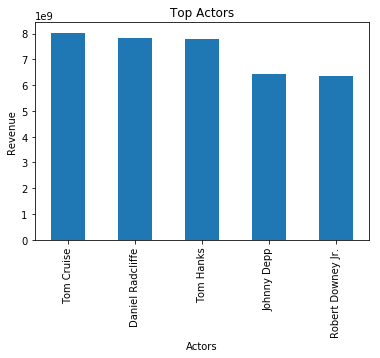 Top Actors
1e9
8
7
6
5
4
3
2
1
0
Revenue
Tom Cruise
Daniel Radcliffe
Tom Hanks
Johnny Depp
Robert Downey Jr.
Actors